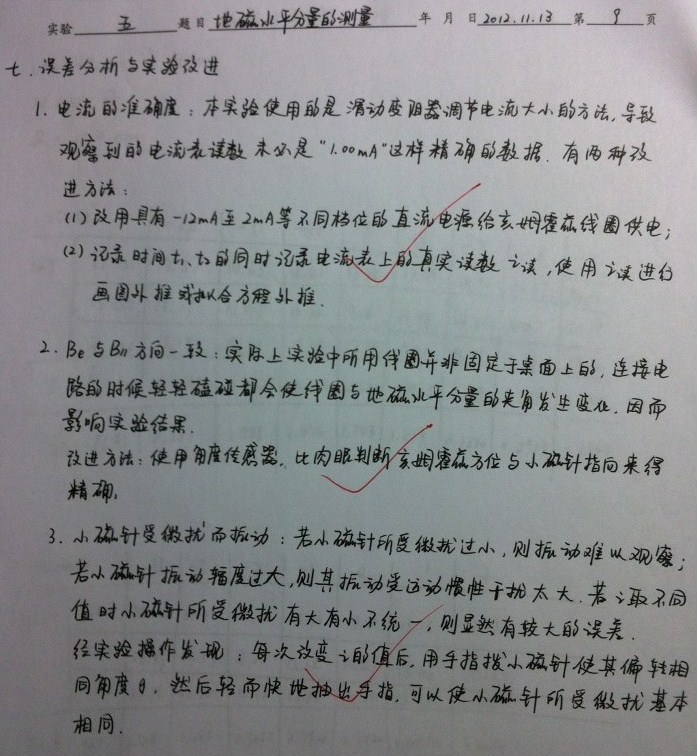 实验 五 题目 地磁水平分量的测量 年 月 日 2012.11.13 第 9 页
七、误差分析与实验改进
1. 电流的准确度：本实验使用的是滑动变阻器调节电流大小的方法，导致
观察到的电流表读数未必是“1.00mA”这样精确的数据．有两种改
进方法：
(1) 改用具有-12mA至2mA等不同档位的直流电源给亥姆霍兹线圈供电；
(2) 记录时间t₁、t₂的同时记录电流表上的真实读数 i读，使用 i读进行
画图外推或拟合方程外推．
2. Be与B∥方向一致：实际上实验中所用线圈并非固定于桌面上的，连接电
路的时候轻轻磕碰都会使线圈与地磁水平分量的夹角发生变化．因而
影响实验结果．
改进方法：使用角度传感器，比肉眼判断亥姆霍兹方位与小磁针指向来得
精确．
3. 小磁针受微扰而振动：若小磁针所受微扰过小，则振动难以观察；
若小磁针振动幅度过大，则其振动受运动惯性干扰太大．若i取不同
值时小磁针所受微扰有大有小不统一，则显然有较大的误差．
经实验操作发现：每次改变i的值后，用手指拨小磁针使其偏转相
同角度θ，然后轻而快地抽出手指，可以使小磁针所受微扰基本
相同．